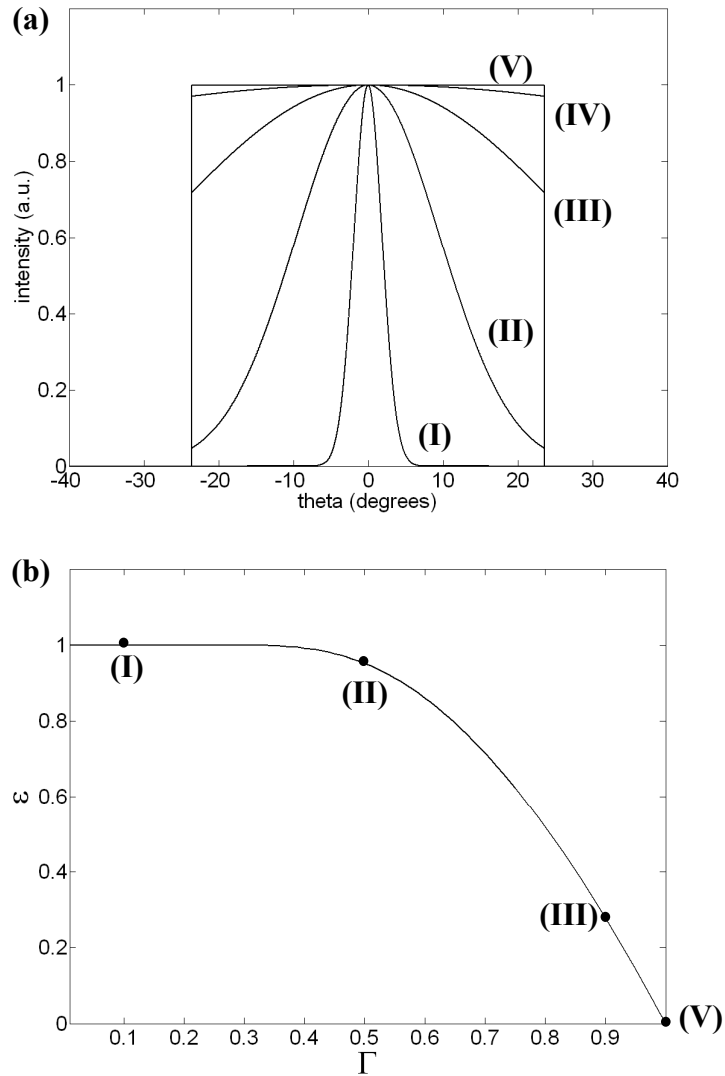 (a)
1
(V)
(IV)
0.8
(III)
0.6
intensity (a.u.)
0.4
(II)
0.2
(I)
0
-40
-30
-20
-10
0
10
20
30
40
theta (degrees)
(b)
1
(I)
(II)
0.8
ε
0.6
0.4
(III)
0.2
0
(V)
0.1
0.2
0.3
0.4
0.5
0.6
0.7
0.8
0.9
Γ